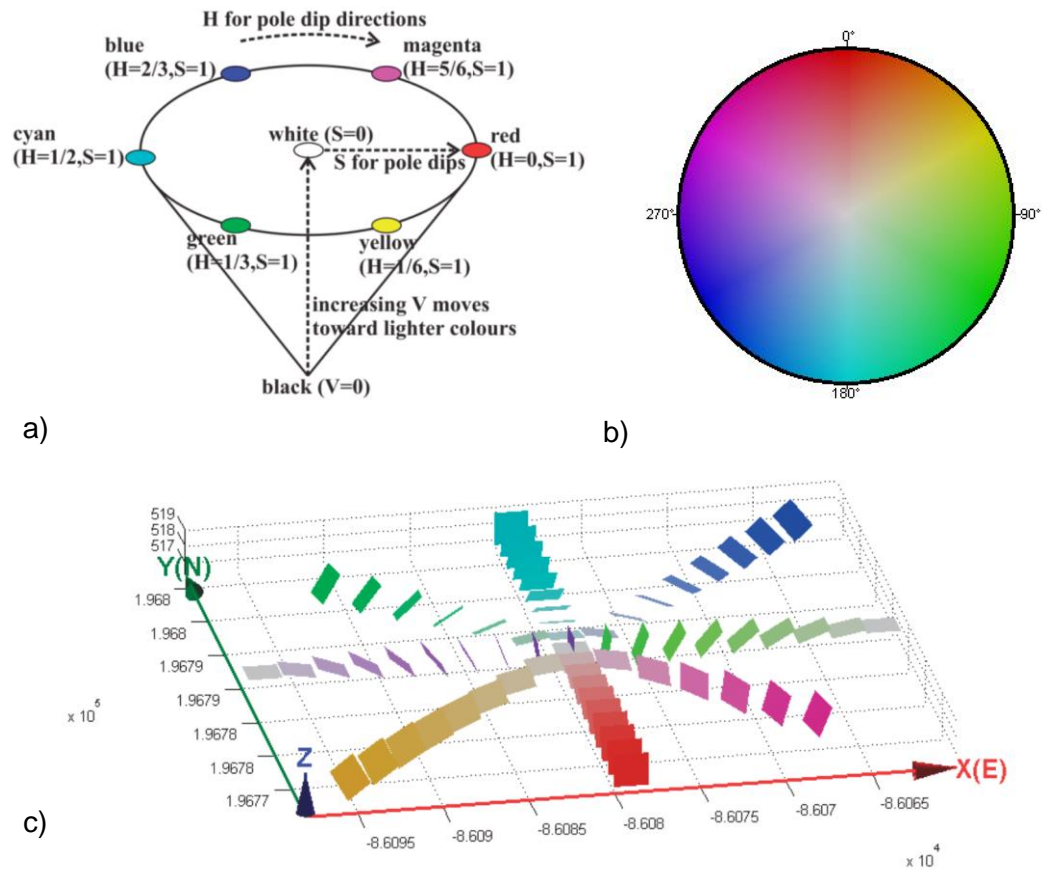 H for pole dip directions
blue
(H=2/3,S=1)
magenta
(H=5/6,S=1)
cyan
(H=1/2,S=1)
white (S=0)
S for pole dips
red
(H=0,S=1)
green
(H=1/3,S=1)
yellow
(H=1/6,S=1)
increasing V moves
toward lighter colours
black (V=0)
a)
0°
270°
90°
180°
b)
519
518
517
Y(N)
1.968
1.968
1.9679
1.9679
1.9678
1.9678
1.9677
x 10⁵
Z
X(E)
-8.6095
-8.609
-8.6085
-8.608
-8.6075
-8.607
-8.6065
x 10⁴
c)